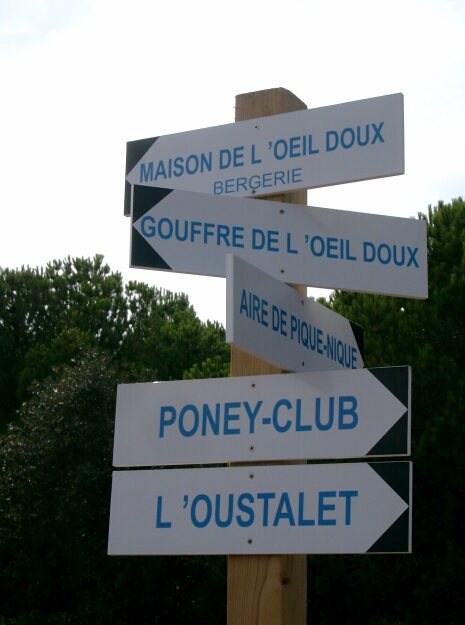 MAISON DE L 'OEIL DOUX
BERGERIE
GOUFFRE DE L 'OEIL DOUX
AIRE DE PIQUE-NIQUE
PONEY-CLUB
L 'OUSTALET